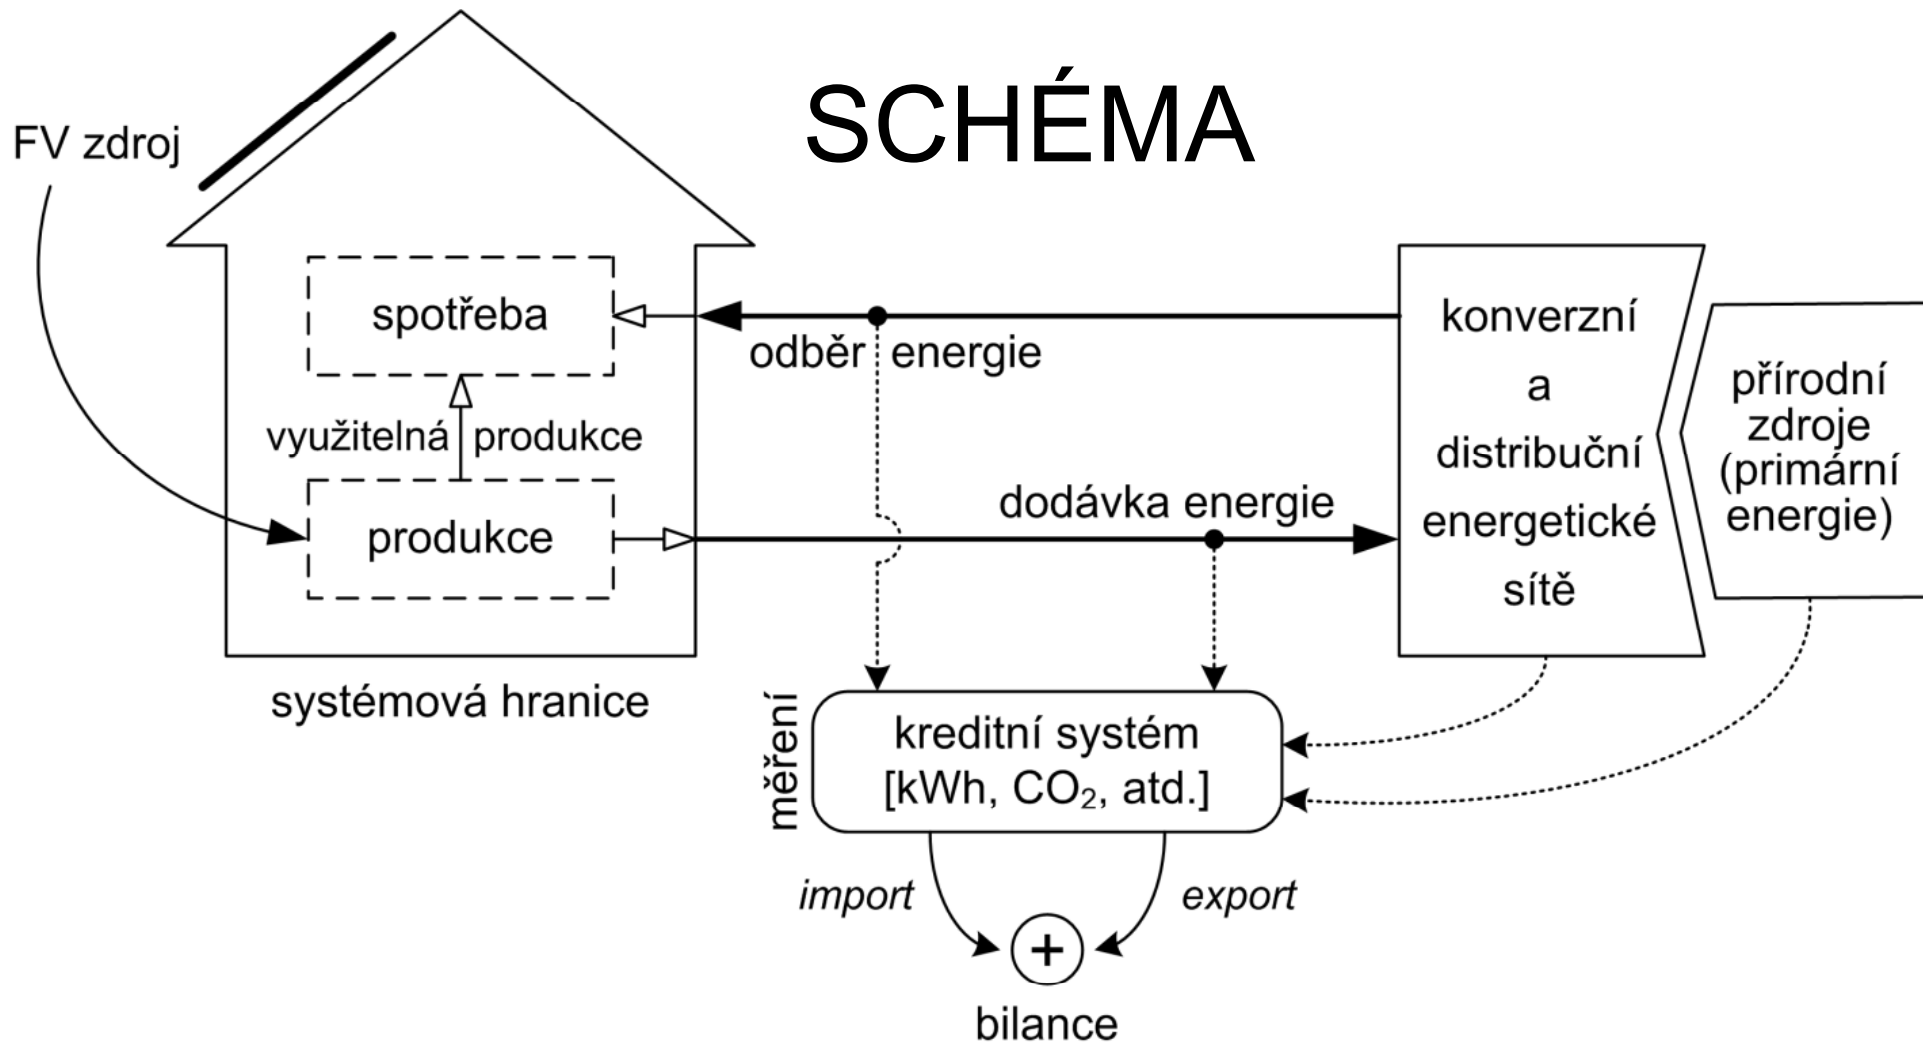 SCHÉMA
FV zdroj
spotřeba
odběr energie
využitelná produkce
produkce
dodávka energie
konverzní
a
distribuční
energetické
sítě
přírodní
zdroje
(primární
energie)
systémová hranice
měření
kreditní systém
[kWh, CO₂, atd.]
import
export
+
bilance